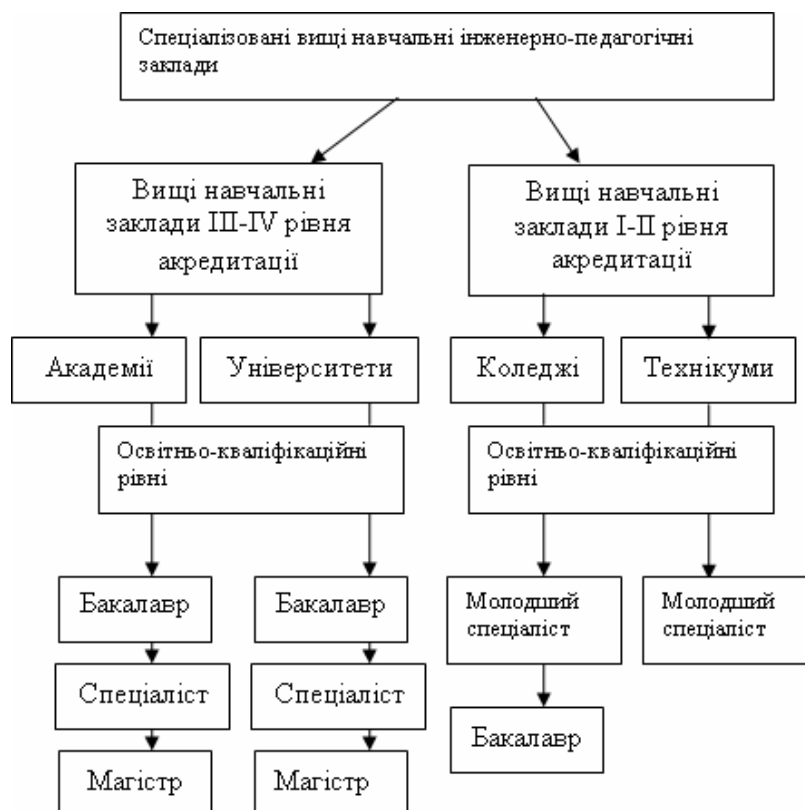 Спеціалізовані вищі навчальні інженерно-педагогічні
заклади
Вищі навчальні
заклади III-IV рівня
акредитації
Вищі навчальні
заклади I-II рівня
акредитації
Академії
Університети
Коледжі
Технікуми
Освітньо-кваліфікаційні
рівні
Освітньо-кваліфікаційні
рівні
Бакалавр
Бакалавр
Молодший
спеціаліст
Молодший
спеціаліст
Спеціаліст
Спеціаліст
Бакалавр
Магістр
Магістр